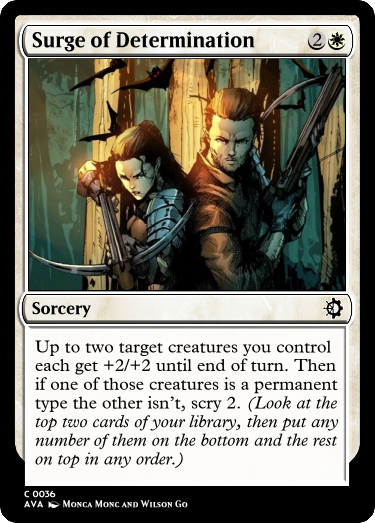 Surge of Determination 2
Sorcery
Up to two target creatures you control
each get +2/+2 until end of turn. Then
if one of those creatures is a permanent
type the other isn't, scry 2. (Look at the
top two cards of your library, then put any
number of them on the bottom and the rest
on top in any order.)
C 0036
AVA Monca Monc and Wilson Go